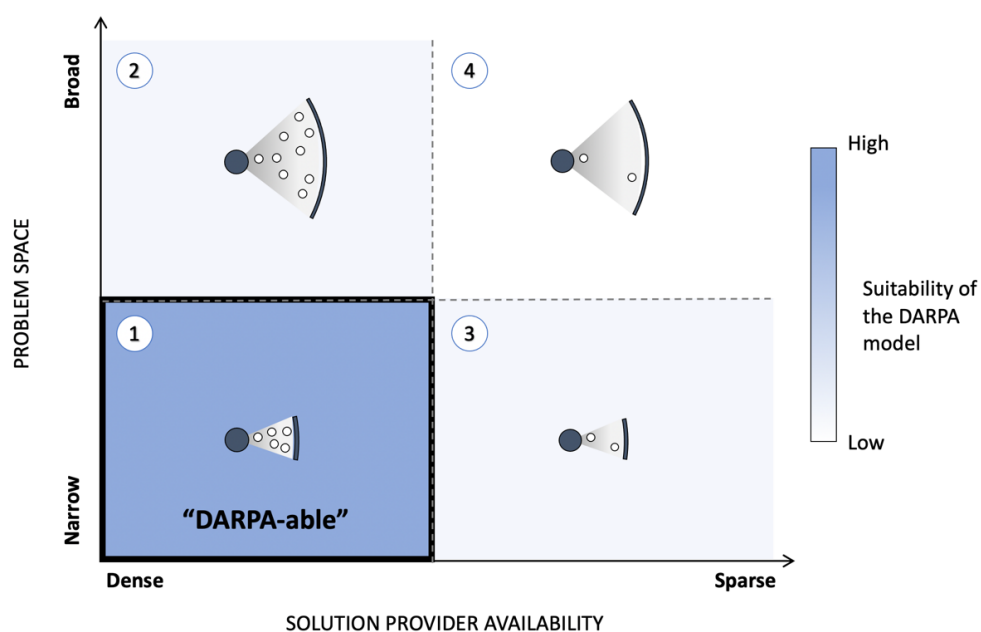 Broad
PROBLEM SPACE
Narrow
2
4
1
3
“DARPA-able”
Dense
Sparse
SOLUTION PROVIDER AVAILABILITY
High
Suitability of
the DARPA
model
Low